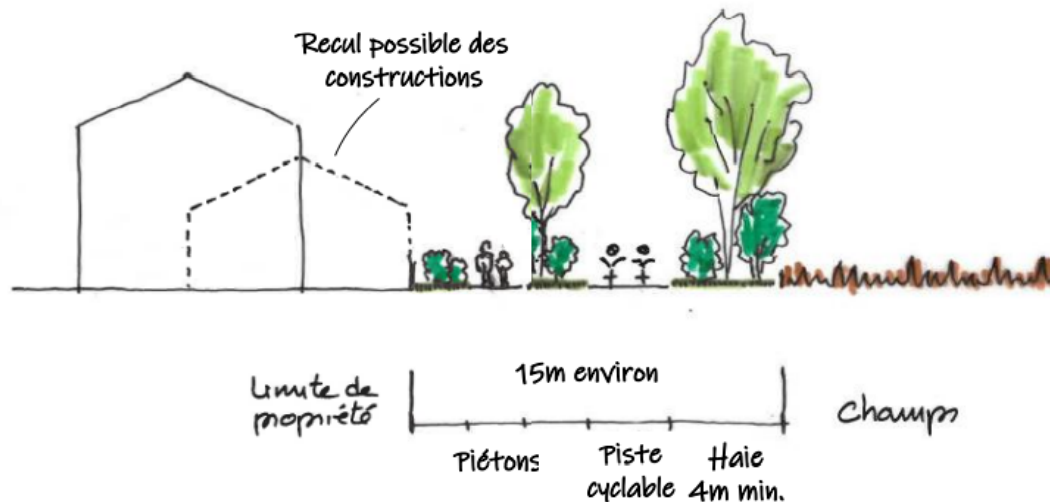 Recul possible des
constructions
15m environ
Limite de
propriété
Champs
Piétons
Piste
cyclable
Haie
4m min.